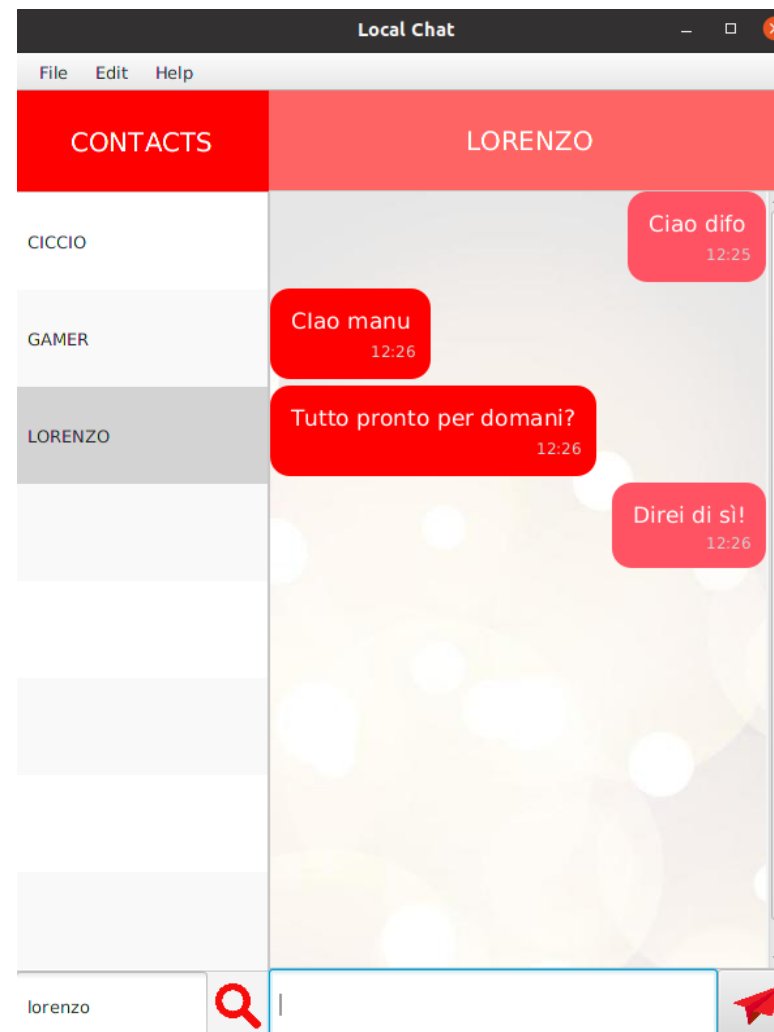 Local Chat
File Edit Help
CONTACTS
LORENZO
CICCIO
GAMER
LORENZO
Ciao difo
12:25
CIao manu
12:26
Tutto pronto per domani?
12:26
Direi di sì!
12:26
lorenzo